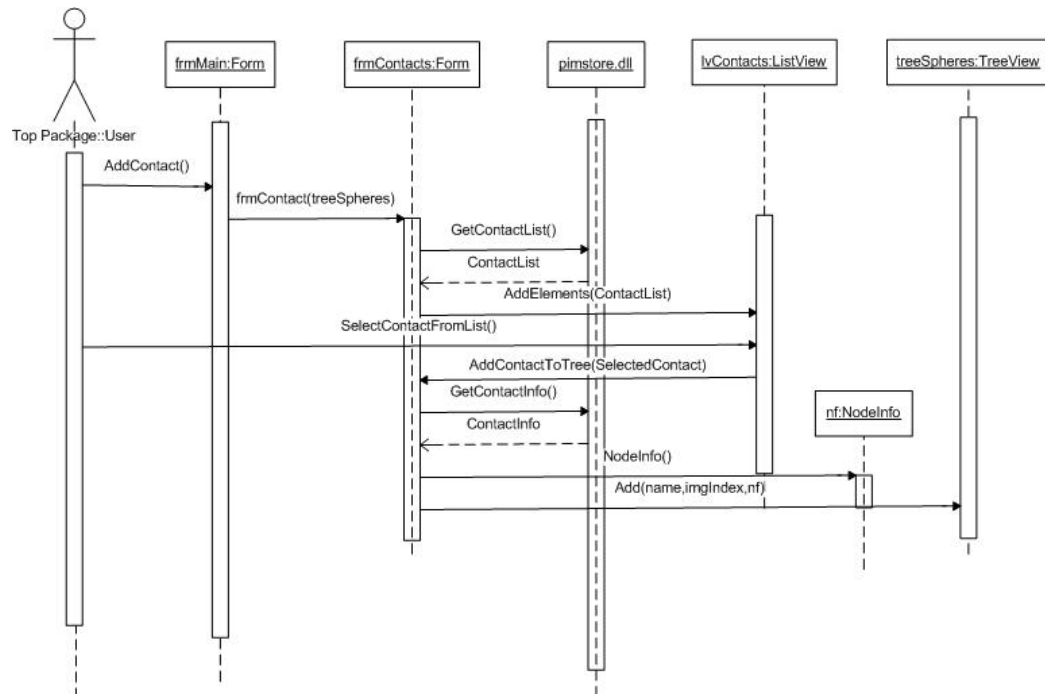 frmMain:Form
frmContacts:Form
pimstore.dll
lvContacts:ListView
treeSpheres:TreeView
Top Package::User
AddContact()
frmContact(treeSpheres)
GetContactList()
ContactList
AddElements(ContactList)
SelectContactFromList()
AddContactToTree(SelectedContact)
GetContactInfo()
nf:NodeInfo
ContactInfo
NodeInfo()
Add(name,imgIndex,nf)